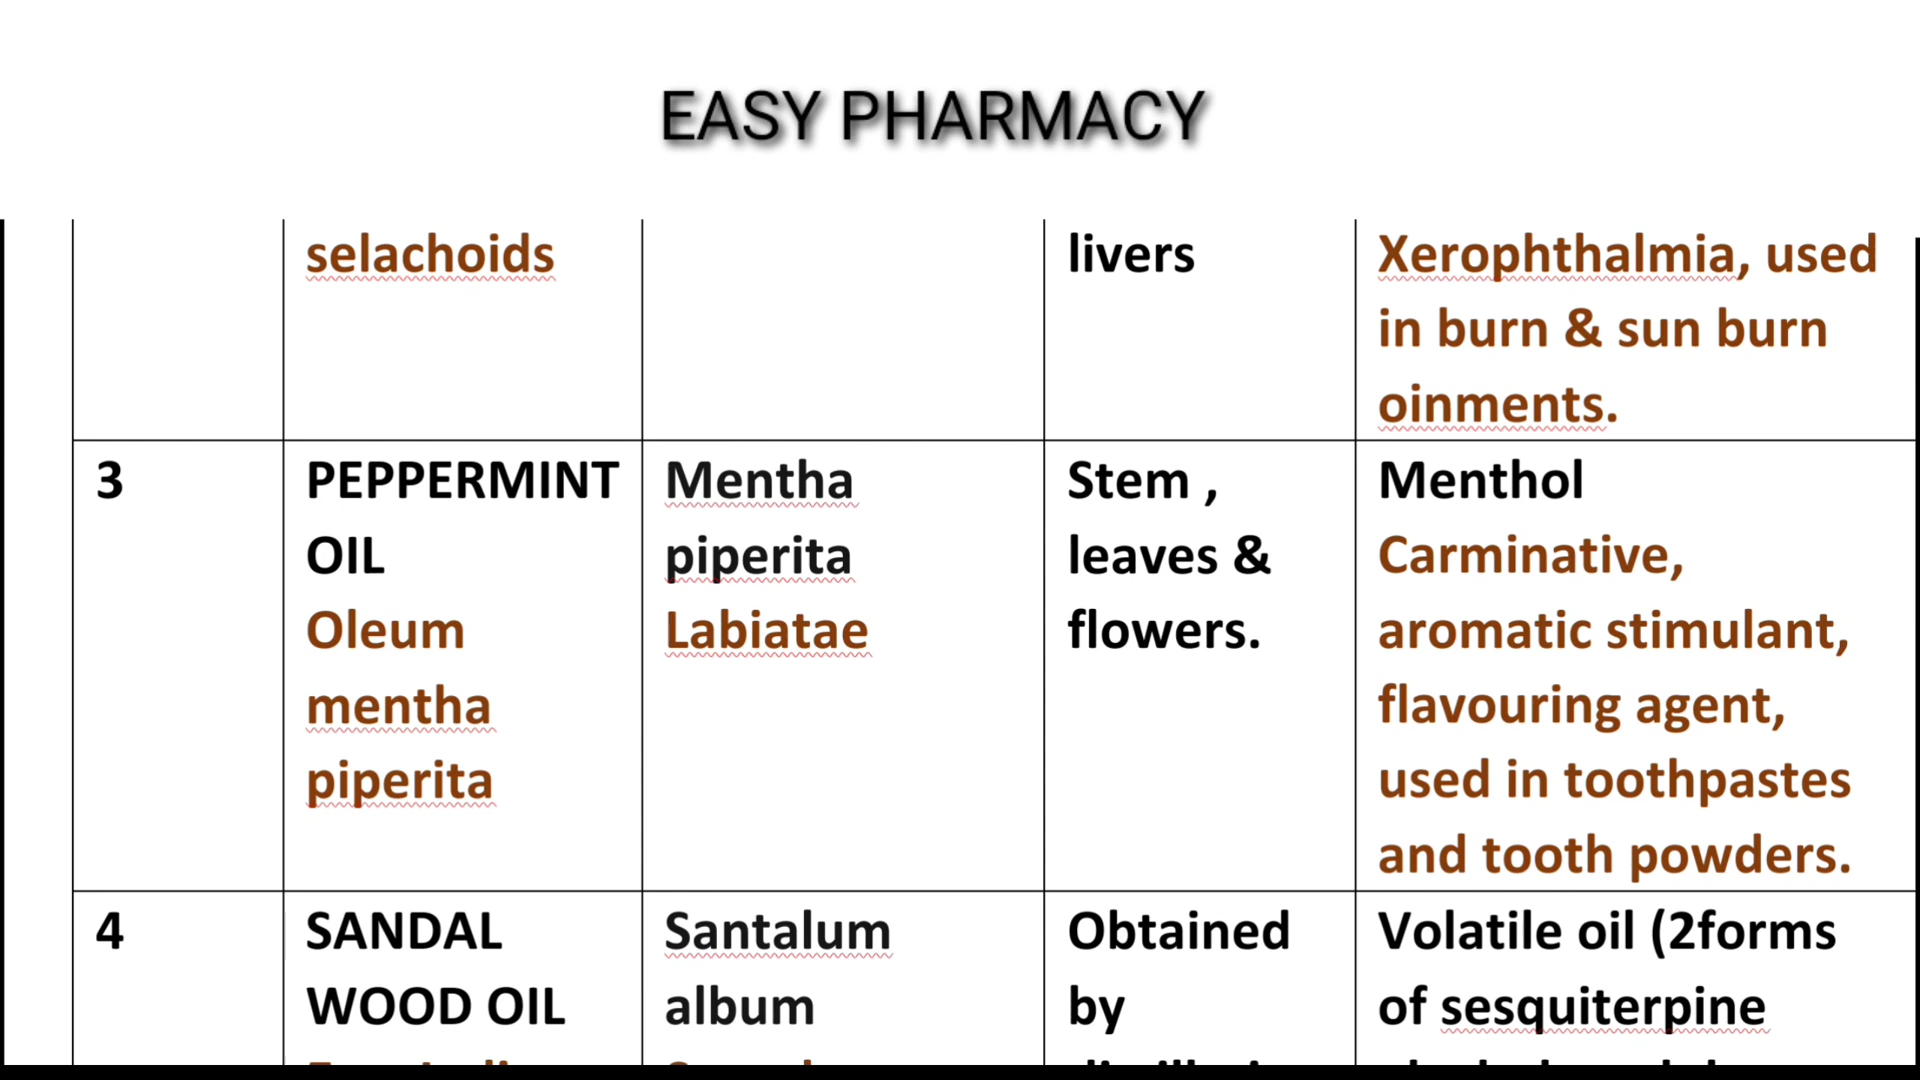 EASY PHARMACY
selachoids
livers
Xerophthalmia, used
in burn & sun burn
oinments.
3
PEPPERMINT
OIL
Oleum
mentha
piperita
Mentha
piperita
Labiatae
Stem ,
leaves &
flowers.
Menthol
Carminative,
aromatic stimulant,
flavouring agent,
used in toothpastes
and tooth powders.
4
SANDAL
WOOD OIL
Santalum
album
Obtained
by
Volatile oil (2forms
of sesquiterpine